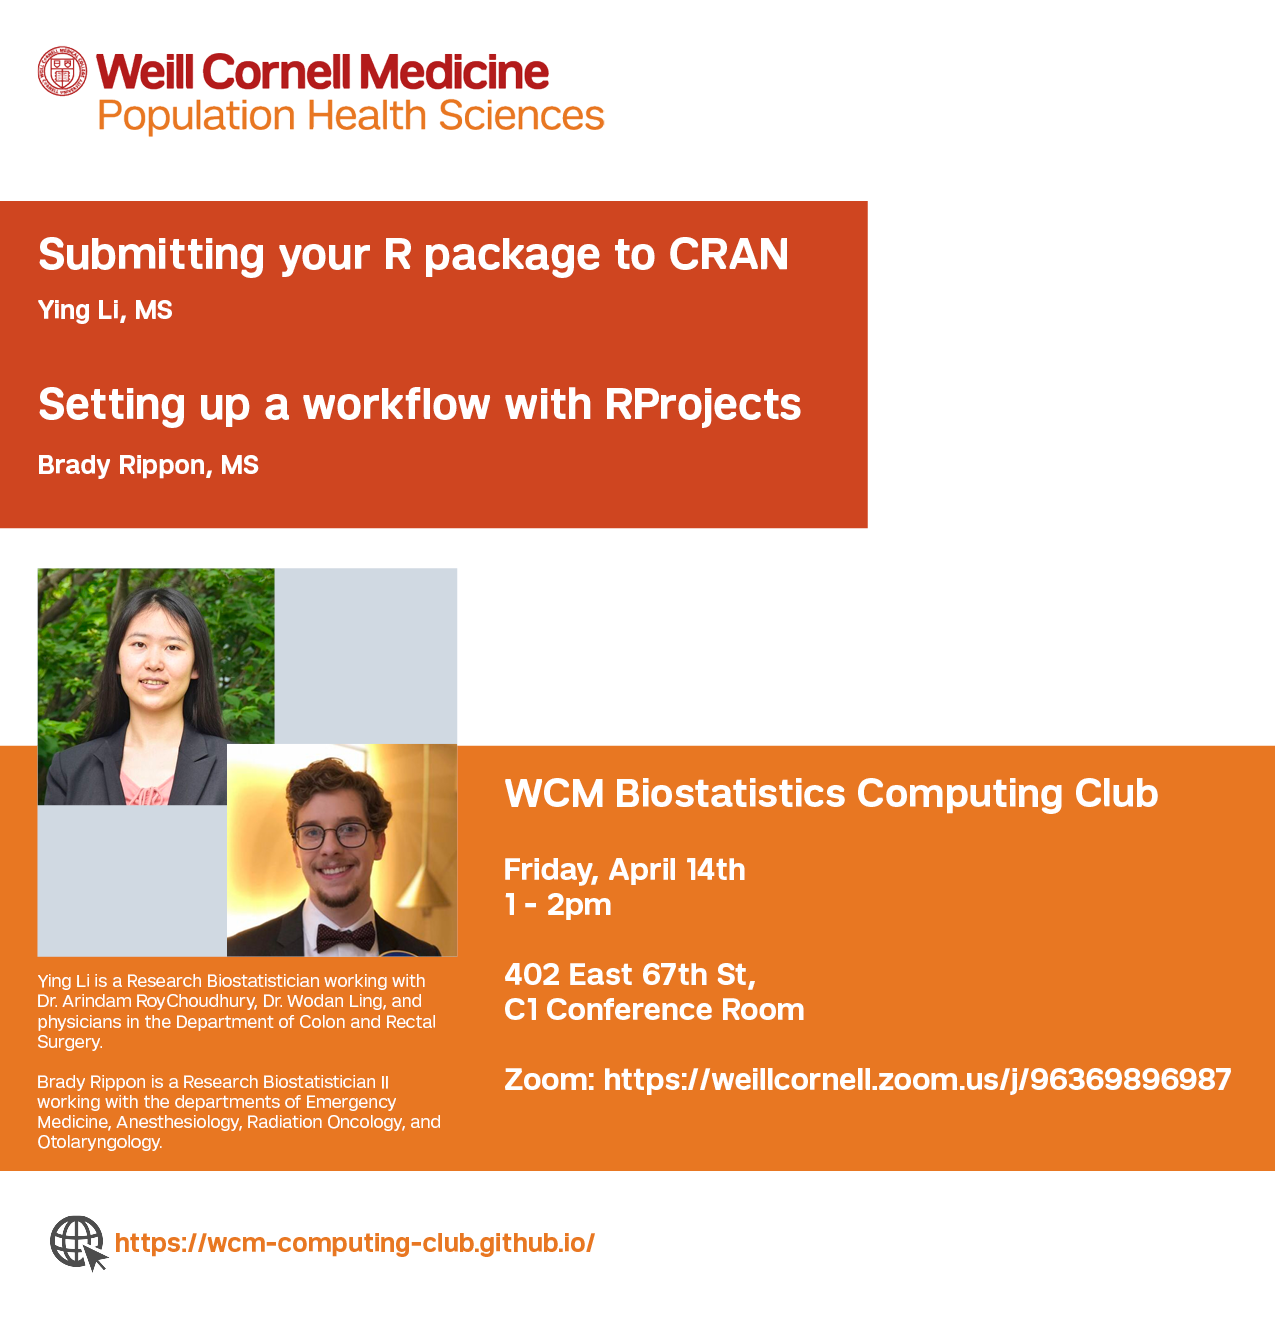 Weill Cornell Medicine
Population Health Sciences
Submitting your R package to CRAN
Ying Li, MS
Setting up a workflow with RProjects
Brady Rippon, MS
Ying Li is a Research Biostatistician working with
Dr. Arindam RoyChoudhury, Dr. Wodan Ling, and
physicians in the Department of Colon and Rectal
Surgery.
Brady Rippon is a Research Biostatistician II
working with the departments of Emergency
Medicine, Anesthesiology, Radiation Oncology, and
Otolaryngology.
WCM Biostatistics Computing Club
Friday, April 14th
1 - 2pm
402 East 67th St,
C1 Conference Room
Zoom: https://weillcornell.zoom.us/j/96369896987
https://wcm-computing-club.github.io/